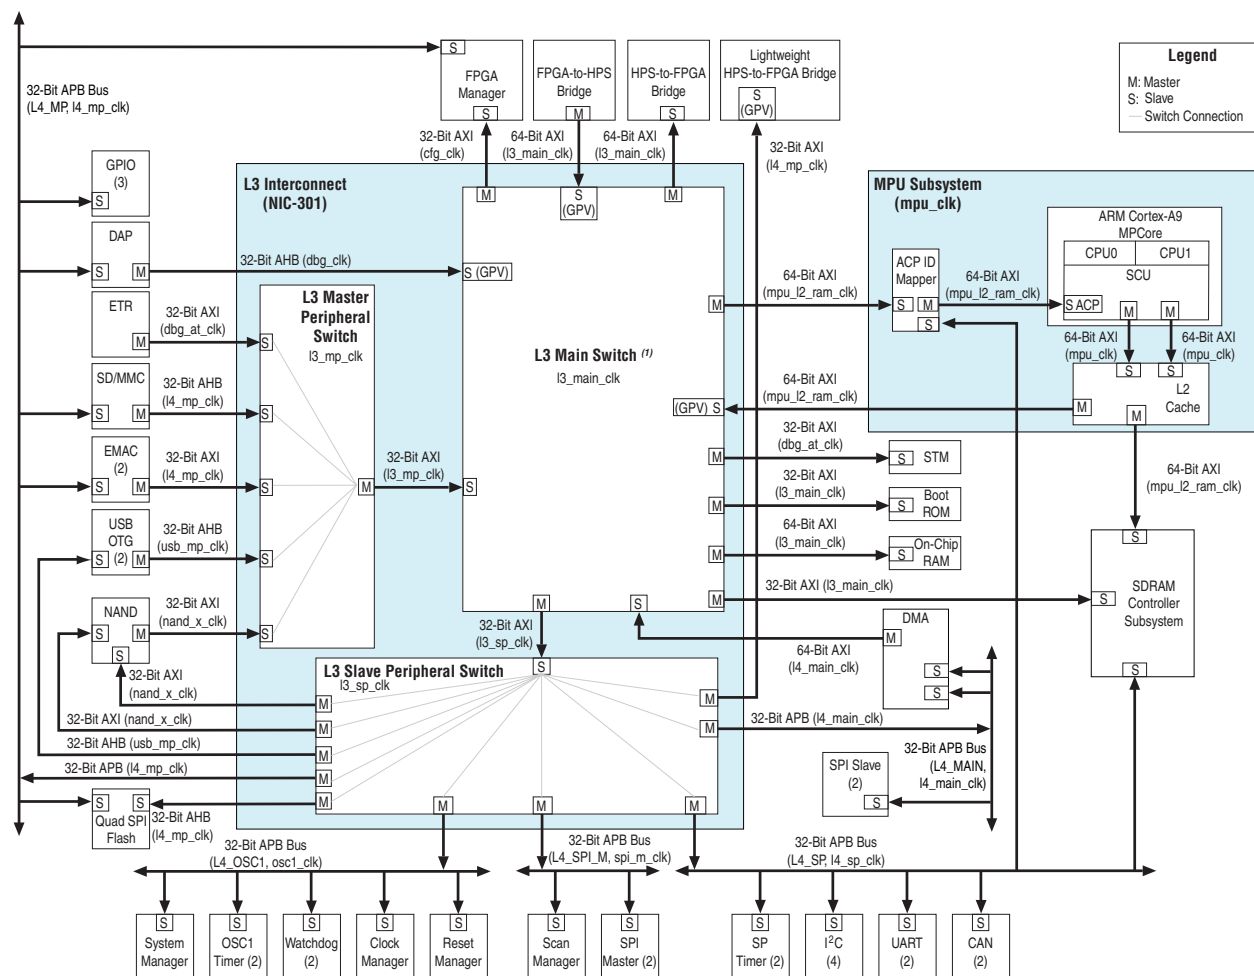 32-Bit APB Bus
(L4_MP, l4_mp_clk)
S
FPGA
Manager
S
FPGA-to-HPS
Bridge
M
HPS-to-FPGA
Bridge
S
Lightweight
HPS-to-FPGA Bridge
S
(GPV)
Legend
M: Master
S: Slave
Switch Connection
32-Bit AXI
(cfg_clk)
64-Bit AXI
(l3_main_clk)
64-Bit AXI
(l3_main_clk)
32-Bit AXI
(l4_mp_clk)
GPIO
(3)
S
DAP
S
M
ETR
M
SD/MMC
S
M
EMAC
(2)
S
M
USB
OTG
(2)
S
M
NAND
S
M
S
32-Bit AHB (dbg_clk)
32-Bit AXI
(dbg_at_clk)
32-Bit AHB
(l4_mp_clk)
32-Bit AXI
(l4_mp_clk)
32-Bit AHB
(usb_mp_clk)
32-Bit AXI
(nand_x_clk)
L3 Interconnect
(NIC-301)
L3 Master
Peripheral
Switch
l3_mp_clk
S
S
S
S
S
M
32-Bit AXI
(l3_mp_clk)
M
S
(GPV)
M
S (GPV)
L3 Main Switch (1)
l3_main_clk
S
M
(GPV) S
M
M
M
M
M
S
64-Bit AXI
(mpu_l2_ram_clk)
64-Bit AXI
(mpu_l2_ram_clk)
32-Bit AXI
(dbg_at_clk)
32-Bit AXI
(l3_main_clk)
64-Bit AXI
(l3_main_clk)
32-Bit AXI (l3_main_clk)
MPU Subsystem
(mpu_clk)
ACP ID
Mapper
S
M
S
64-Bit AXI
(mpu_l2_ram_clk)
ARM Cortex-A9
MPCore
CPU0
CPU1
SCU
S ACP
M
M
64-Bit AXI
(mpu_clk)
64-Bit AXI
(mpu_clk)
S
S
L2
Cache
M
M
64-Bit AXI
(mpu_l2_ram_clk)
S
STM
S
Boot
ROM
S
On-Chip
RAM
S
S
SDRAM
Controller
Subsystem
S
DMA
M
S
S
64-Bit AXI
(l4_main_clk)
32-Bit AXI
(l3_sp_clk)
L3 Slave Peripheral Switch
l3_sp_clk
S
M
M
M
M
M
M
M
M
M
M
32-Bit AXI
(nand_x_clk)
32-Bit AXI (nand_x_clk)
32-Bit AHB (usb_mp_clk)
32-Bit APB (l4_mp_clk)
S
S
Quad SPI
Flash
32-Bit AHB
(l4_mp_clk)
32-Bit APB (l4_main_clk)
32-Bit APB Bus
(L4_MAIN,
l4_main_clk)
SPI Slave
(2)
S
32-Bit APB Bus
(L4_OSC1, osc1_clk)
32-Bit APB Bus
(L4_SPI_M, spi_m_clk)
32-Bit APB Bus
(L4_SP, l4_sp_clk)
S
System
Manager
S
OSC1
Timer (2)
S
Watchdog
(2)
S
Clock
Manager
S
Reset
Manager
S
Scan
Manager
S
SPI
Master (2)
S
SP
Timer (2)
S
I2C
(4)
S
UART
(2)
S
CAN
(2)